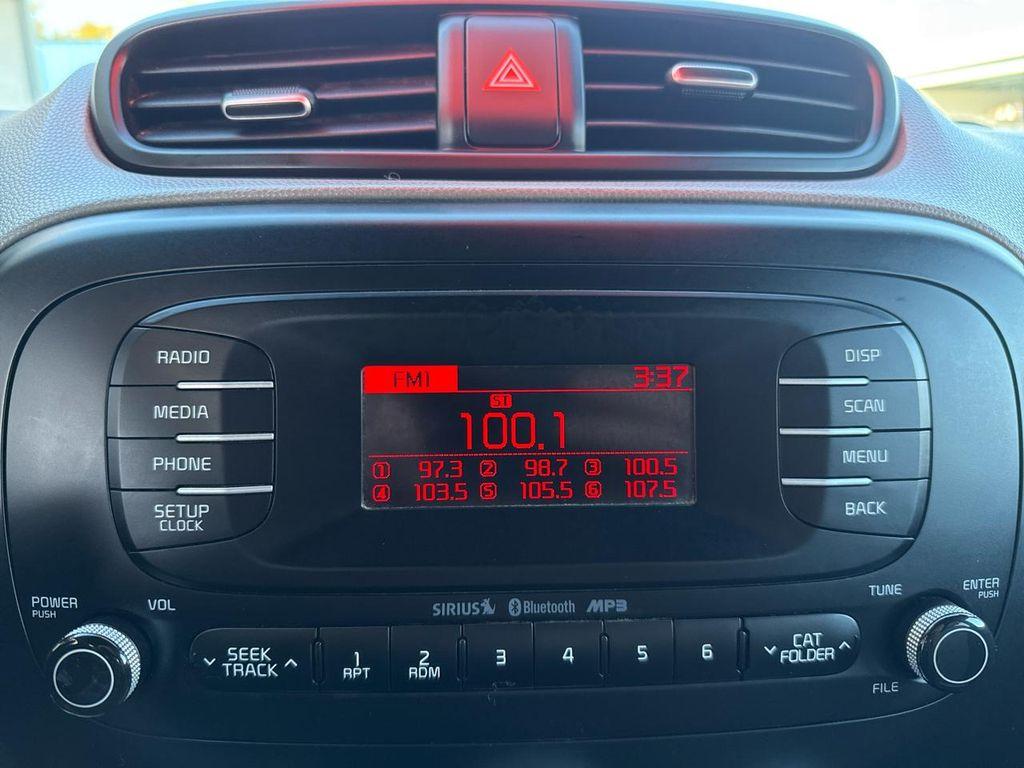 RADIO
MEDIA
PHONE
SETUP
CLOCK
FM1 3:37
ST
100.1
1 97.3 2 98.7 3 100.5
4 103.5 5 105.5 6 107.5
DISP
SCAN
MENU
BACK
POWER
PUSH
VOL
SIRIUS Bluetooth MP3
TUNE
ENTER
PUSH
SEEK
TRACK
1
RPT
2
RDM
3
4
5
6
CAT
FOLDER
FILE